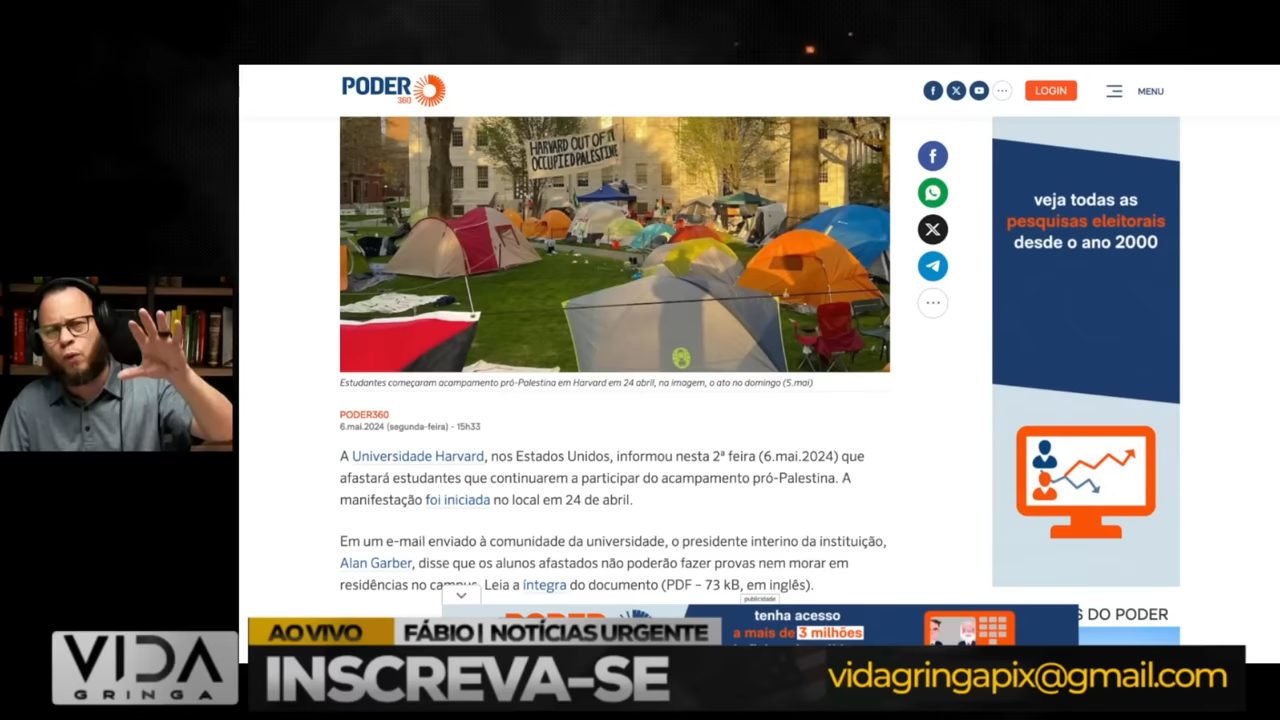 PODER
360
LOGIN
MENU
HARVARD OUT OF
OCCUPIED PALESTINE
veja todas as
pesquisas eleitorais
desde o ano 2000
Estudantes começaram acampamento pró-Palestina em Harvard em 24 abril, na imagem, o ato no domingo (5.mai)
PODER360
6.mai.2024 (segunda-feira) - 15h33
A Universidade Harvard, nos Estados Unidos, informou nesta 2ª feira (6.mai.2024) que
afastará estudantes que continuarem a participar do acampamento pró-Palestina. A
manifestação foi iniciada no local em 24 de abril.
Em um e-mail enviado à comunidade da universidade, o presidente interino da instituição,
Alan Garber, disse que os alunos afastados não poderão fazer provas nem morar em
residências no campus. Leia a íntegra do documento (PDF – 73 kB, em inglês).
publicidade
PODER
tenha acesso
a mais de 3 milhões
S DO PODER
AO VIVO
FÁBIO | NOTÍCIAS URGENTE
VIDA
GRINGA
INSCREVA-SE
vidagringapix@gmail.com